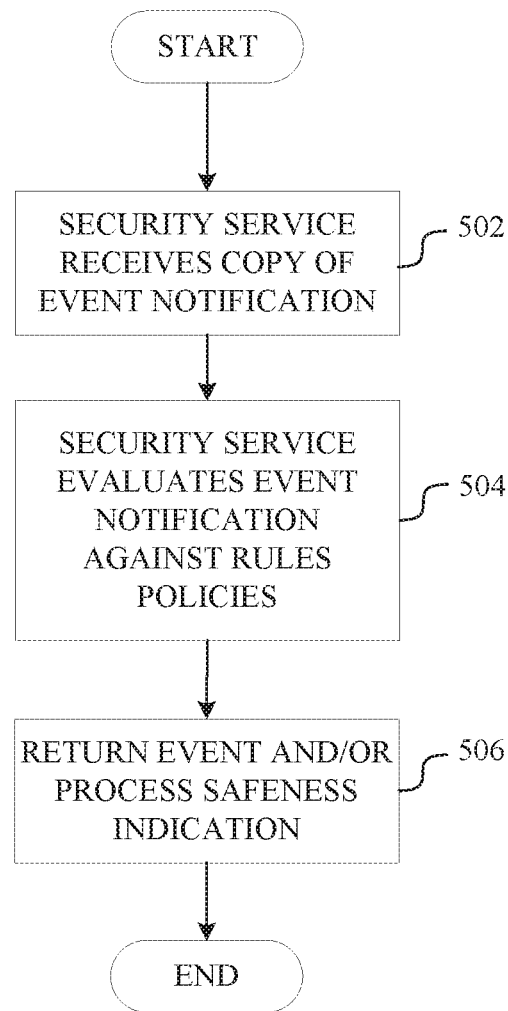 START
SECURITY SERVICE
RECEIVES COPY OF
EVENT NOTIFICATION
502
SECURITY SERVICE
EVALUATES EVENT
NOTIFICATION
AGAINST RULES
POLICIES
504
RETURN EVENT AND/OR
PROCESS SAFENESS
INDICATION
506
END